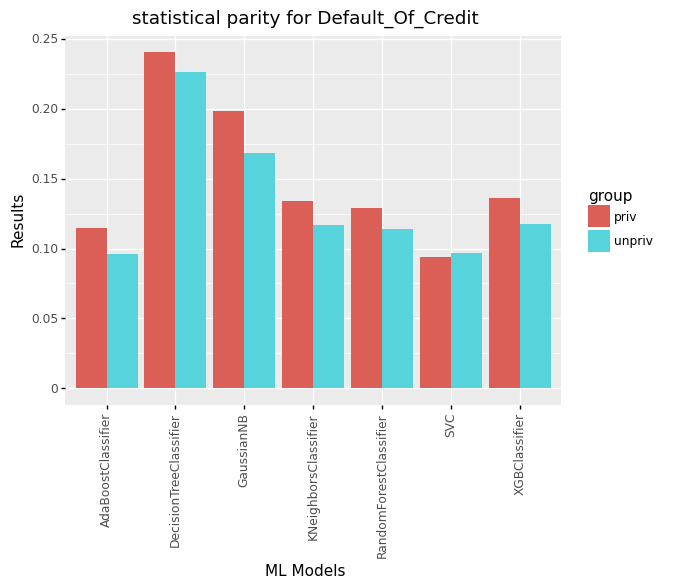 statistical parity for Default_Of_Credit
0.25
0.20
0.15
0.10
0.05
0
Results
AdaBoostClassifier
DecisionTreeClassifier
GaussianNB
KNeighborsClassifier
RandomForestClassifier
SVC
XGBClassifier
ML Models
group
priv
unpriv